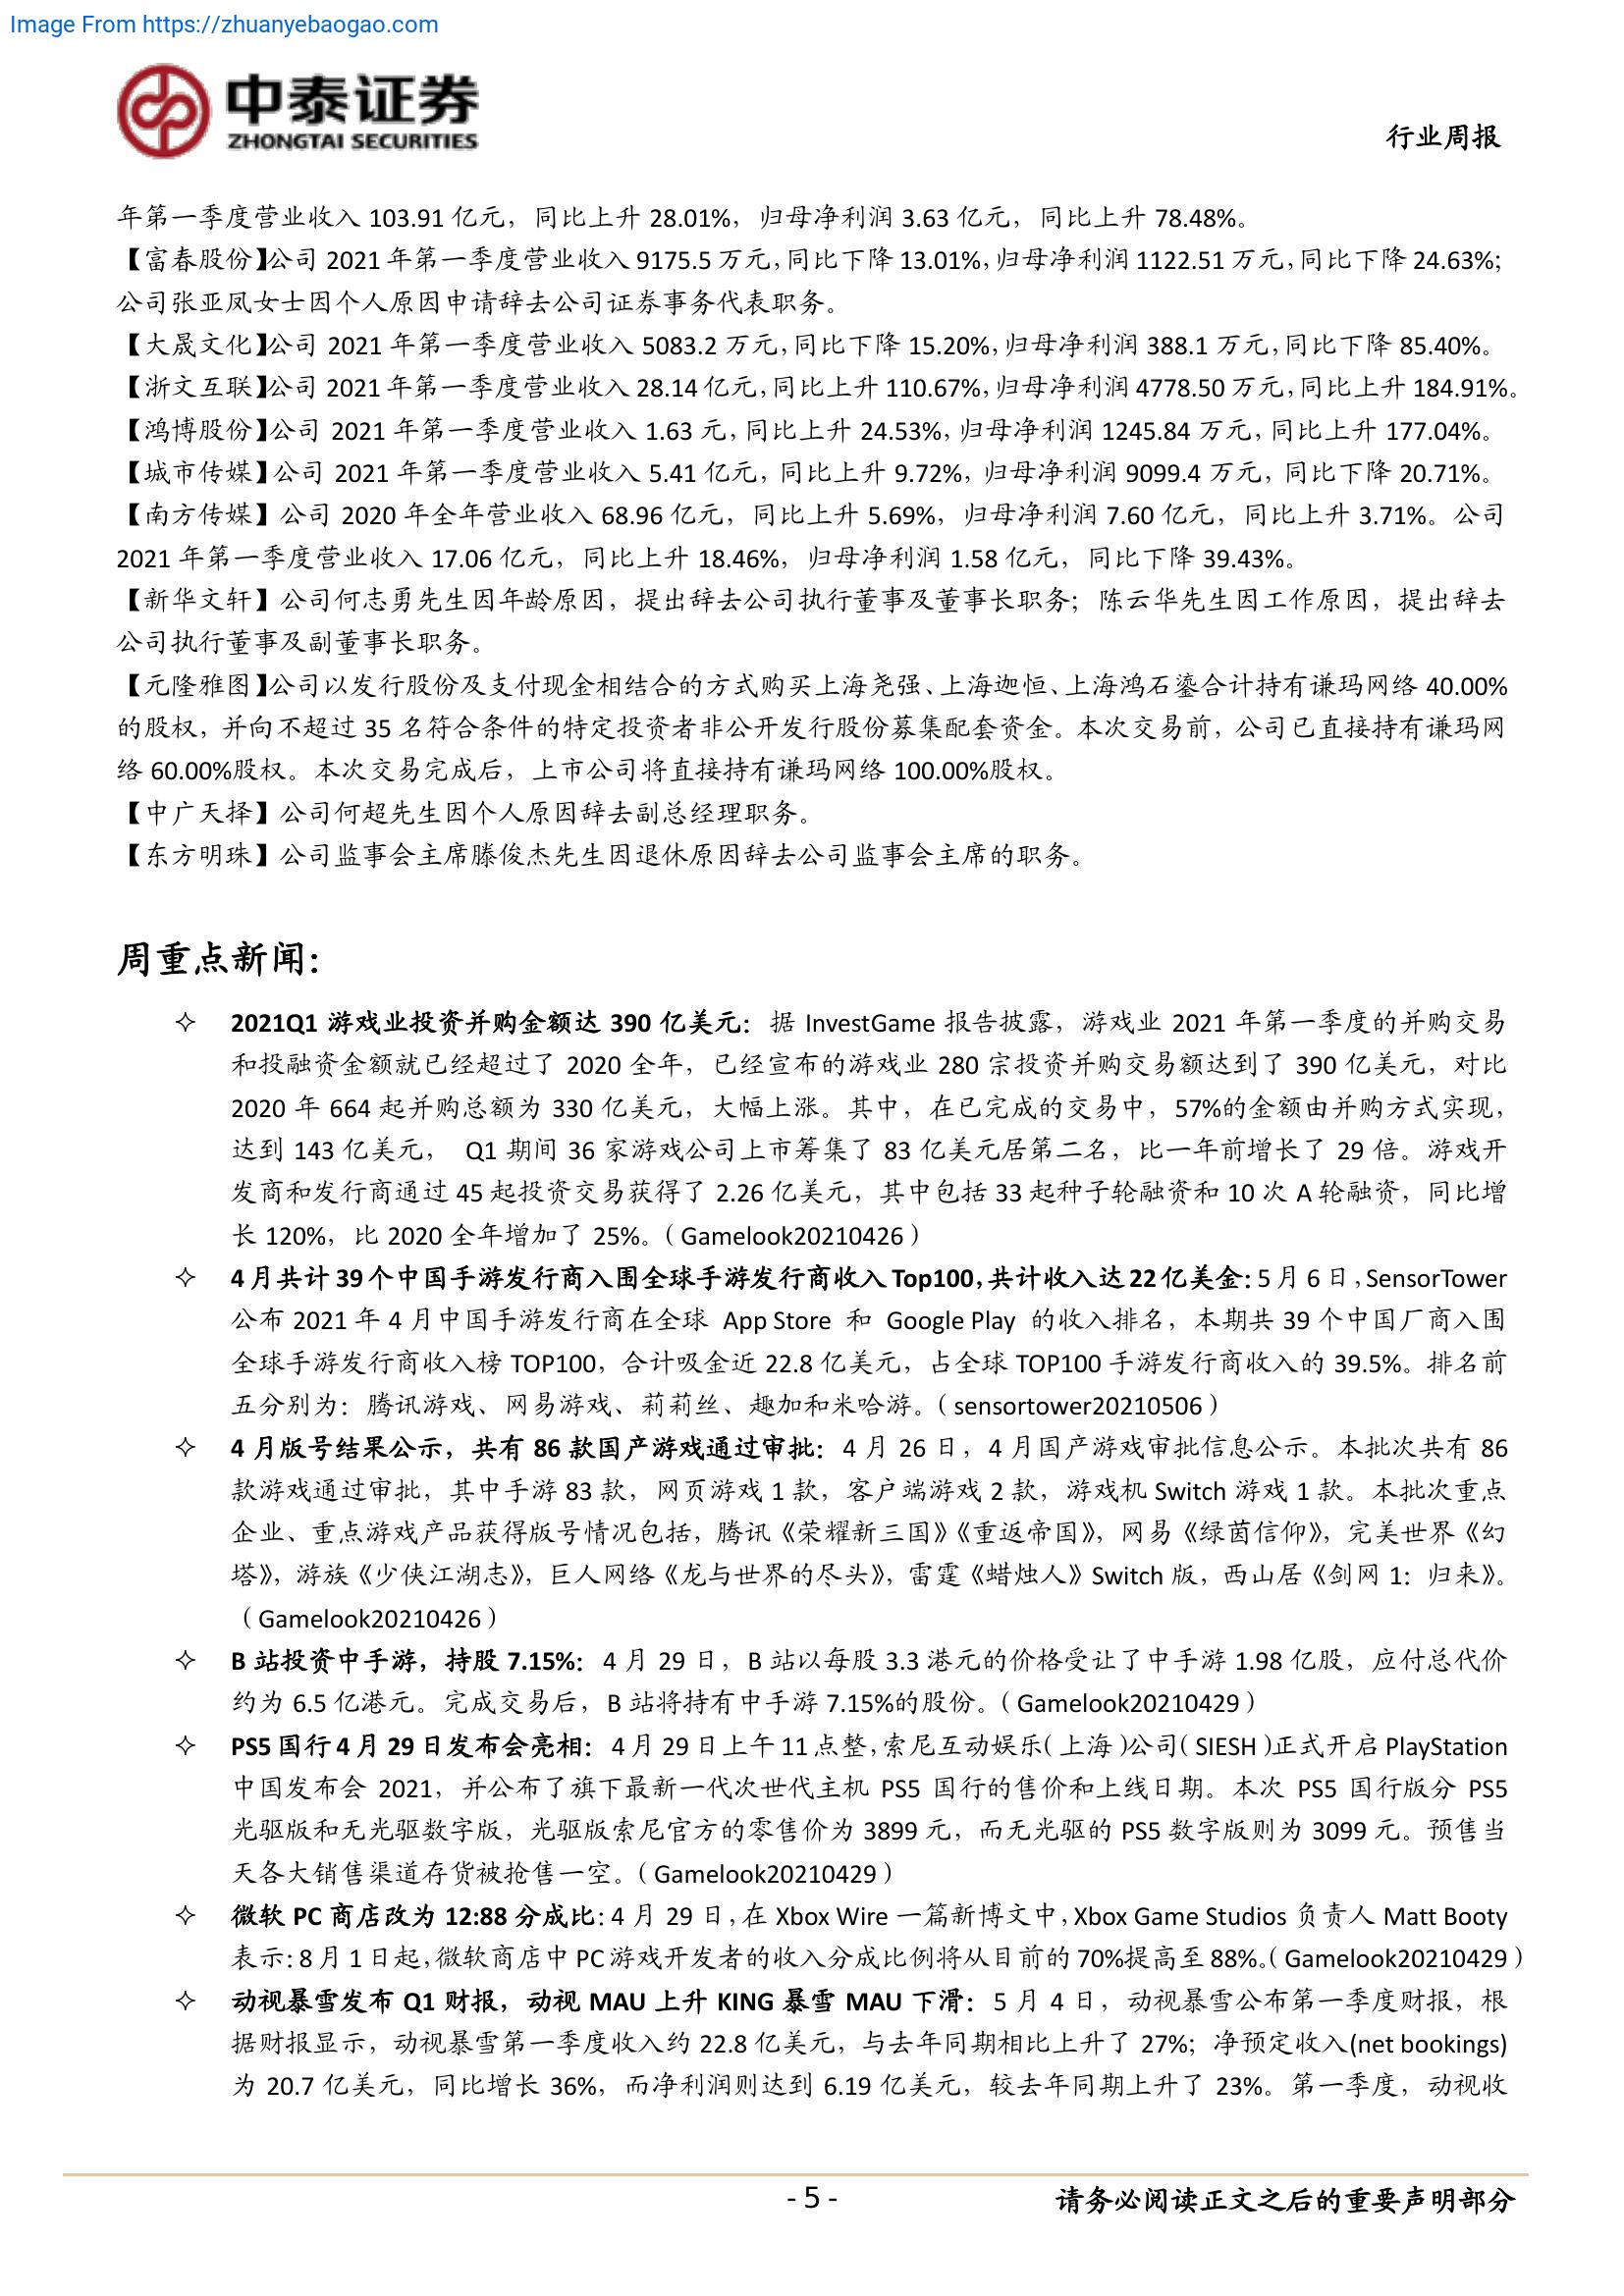 Image From https://zhuanyebaogao.com
中泰证券
ZHONGTAI SECURITIES
行业周报
年第一季度营业收入 103.91 亿元，同比上升 28.01%，归母净利润 3.63 亿元，同比上升 78.48%。
【富春股份】公司 2021 年第一季度营业收入 9175.5 万元，同比下降 13.01%，归母净利润 1122.51 万元，同比下降 24.63%；
公司张亚凤女士因个人原因申请辞去公司证券事务代表职务。
【大晟文化】公司 2021 年第一季度营业收入 5083.2 万元，同比下降 15.20%，归母净利润 388.1 万元，同比下降 85.40%。
【浙文互联】公司 2021 年第一季度营业收入 28.14 亿元，同比上升 110.67%，归母净利润 4778.50 万元，同比上升 184.91%。
【鸿博股份】公司 2021 年第一季度营业收入 1.63 元，同比上升 24.53%，归母净利润 1245.84 万元，同比上升 177.04%。
【城市传媒】公司 2021 年第一季度营业收入 5.41 亿元，同比上升 9.72%，归母净利润 9099.4 万元，同比下降 20.71%。
【南方传媒】公司 2020 年全年营业收入 68.96 亿元，同比上升 5.69%，归母净利润 7.60 亿元，同比上升 3.71%。公司
2021 年第一季度营业收入 17.06 亿元，同比上升 18.46%，归母净利润 1.58 亿元，同比下降 39.43%。
【新华文轩】公司何志勇先生因年龄原因，提出辞去公司执行董事及董事长职务；陈云华先生因工作原因，提出辞去
公司执行董事及副董事长职务。
【元隆雅图】公司以发行股份及支付现金相结合的方式购买上海尧强、上海迦恒、上海鸿石鎏合计持有谦玛网络 40.00%
的股权，并向不超过 35 名符合条件的特定投资者非公开发行股份募集配套资金。本次交易前，公司已直接持有谦玛网
络 60.00%股权。本次交易完成后，上市公司将直接持有谦玛网络 100.00%股权。
【中广天择】公司何超先生因个人原因辞去副总经理职务。
【东方明珠】公司监事会主席滕俊杰先生因退休原因辞去公司监事会主席的职务。
周重点新闻：
✧ 2021Q1 游戏业投资并购金额达 390 亿美元：据 InvestGame 报告披露，游戏业 2021 年第一季度的并购交易
和投融资金额就已经超过了 2020 全年，已经宣布的游戏业 280 宗投资并购交易额达到了 390 亿美元，对比
2020 年 664 起并购总额为 330 亿美元，大幅上涨。其中，在已完成的交易中，57%的金额由并购方式实现，
达到 143 亿美元， Q1 期间 36 家游戏公司上市筹集了 83 亿美元居第二名，比一年前增长了 29 倍。游戏开
发商和发行商通过 45 起投资交易获得了 2.26 亿美元，其中包括 33 起种子轮融资和 10 次 A 轮融资，同比增
长 120%，比 2020 全年增加了 25%。（Gamelook20210426）
✧ 4 月共计 39 个中国手游发行商入围全球手游发行商收入 Top100，共计收入达 22 亿美金：5 月 6 日，SensorTower
公布 2021 年 4 月中国手游发行商在全球 App Store 和 Google Play 的收入排名，本期共 39 个中国厂商入围
全球手游发行商收入榜 TOP100，合计吸金近 22.8 亿美元，占全球 TOP100 手游发行商收入的 39.5%。排名前
五分别为：腾讯游戏、网易游戏、莉莉丝、趣加和米哈游。（sensortower20210506）
✧ 4 月版号结果公示，共有 86 款国产游戏通过审批：4 月 26 日，4 月国产游戏审批信息公示。本批次共有 86
款游戏通过审批，其中手游 83 款，网页游戏 1 款，客户端游戏 2 款，游戏机 Switch 游戏 1 款。本批次重点
企业、重点游戏产品获得版号情况包括，腾讯《荣耀新三国》《重返帝国》，网易《绿茵信仰》，完美世界《幻
塔》，游族《少侠江湖志》，巨人网络《龙与世界的尽头》，雷霆《蜡烛人》Switch 版，西山居《剑网 1：归来》。
（Gamelook20210426）
✧ B 站投资中手游，持股 7.15%：4 月 29 日，B 站以每股 3.3 港元的价格受让了中手游 1.98 亿股，应付总代价
约为 6.5 亿港元。完成交易后，B 站将持有中手游 7.15%的股份。（Gamelook20210429）
✧ PS5 国行 4 月 29 日发布会亮相：4 月 29 日上午 11 点整，索尼互动娱乐（上海）公司（SIESH）正式开启 PlayStation
中国发布会 2021，并公布了旗下最新一代次世代主机 PS5 国行的售价和上线日期。本次 PS5 国行版分 PS5
光驱版和无光驱数字版，光驱版索尼官方的零售价为 3899 元，而无光驱的 PS5 数字版则为 3099 元。预售当
天各大销售渠道存货被抢售一空。（Gamelook20210429）
✧ 微软 PC 商店改为 12:88 分成比：4 月 29 日，在 Xbox Wire 一篇新博文中，Xbox Game Studios 负责人 Matt Booty
表示：8 月 1 日起，微软商店中 PC 游戏开发者的收入分成比例将从目前的 70%提高至 88%。（Gamelook20210429）
✧ 动视暴雪发布 Q1 财报，动视 MAU 上升 KING 暴雪 MAU 下滑：5 月 4 日，动视暴雪公布第一季度财报，根
据财报显示，动视暴雪第一季度收入约 22.8 亿美元，与去年同期相比上升了 27%；净预定收入(net bookings)
为 20.7 亿美元，同比增长 36%，而净利润则达到 6.19 亿美元，较去年同期上升了 23%。第一季度，动视收
- 5 -
请务必阅读正文之后的重要声明部分